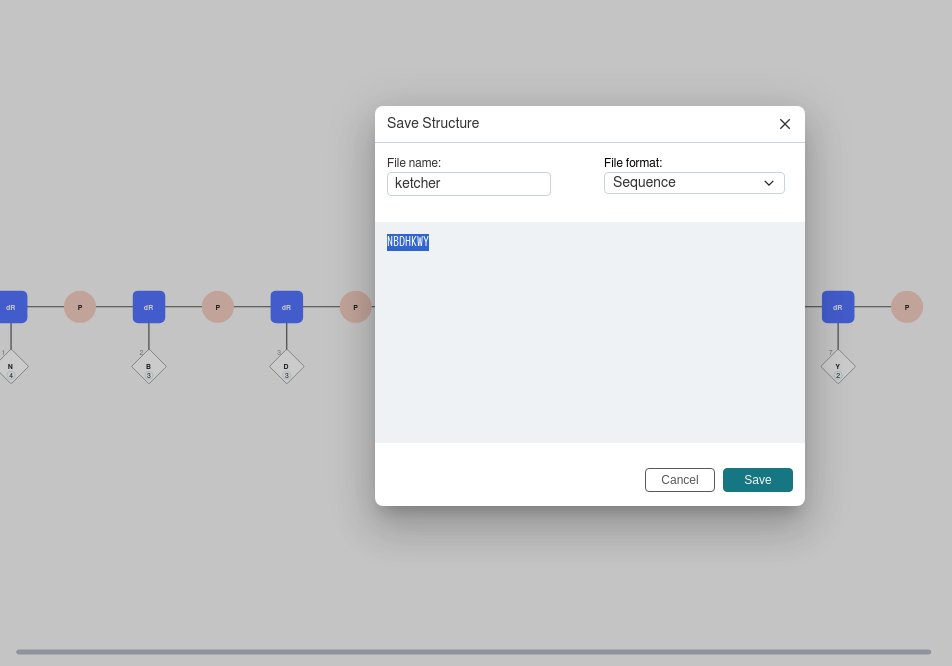 Save Structure
File name:
File format:
ketcher
Sequence
NBDHKWY
dR P dR P dR P dR P
1 2 3 7
N B D Y
4 3 3 2
Cancel Save